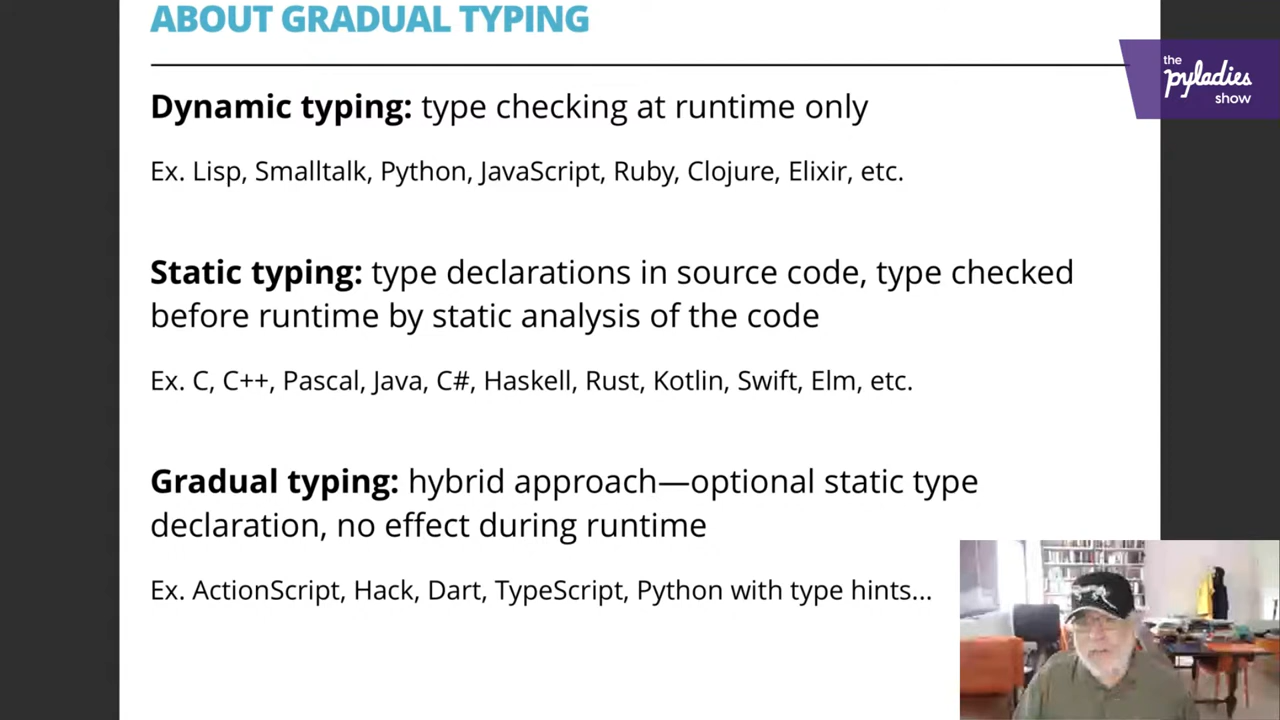 ABOUT GRADUAL TYPING
the
pyladies
show
Dynamic typing: type checking at runtime only
Ex. Lisp, Smalltalk, Python, JavaScript, Ruby, Clojure, Elixir, etc.
Static typing: type declarations in source code, type checked
before runtime by static analysis of the code
Ex. C, C++, Pascal, Java, C#, Haskell, Rust, Kotlin, Swift, Elm, etc.
Gradual typing: hybrid approach—optional static type
declaration, no effect during runtime
Ex. ActionScript, Hack, Dart, TypeScript, Python with type hints...